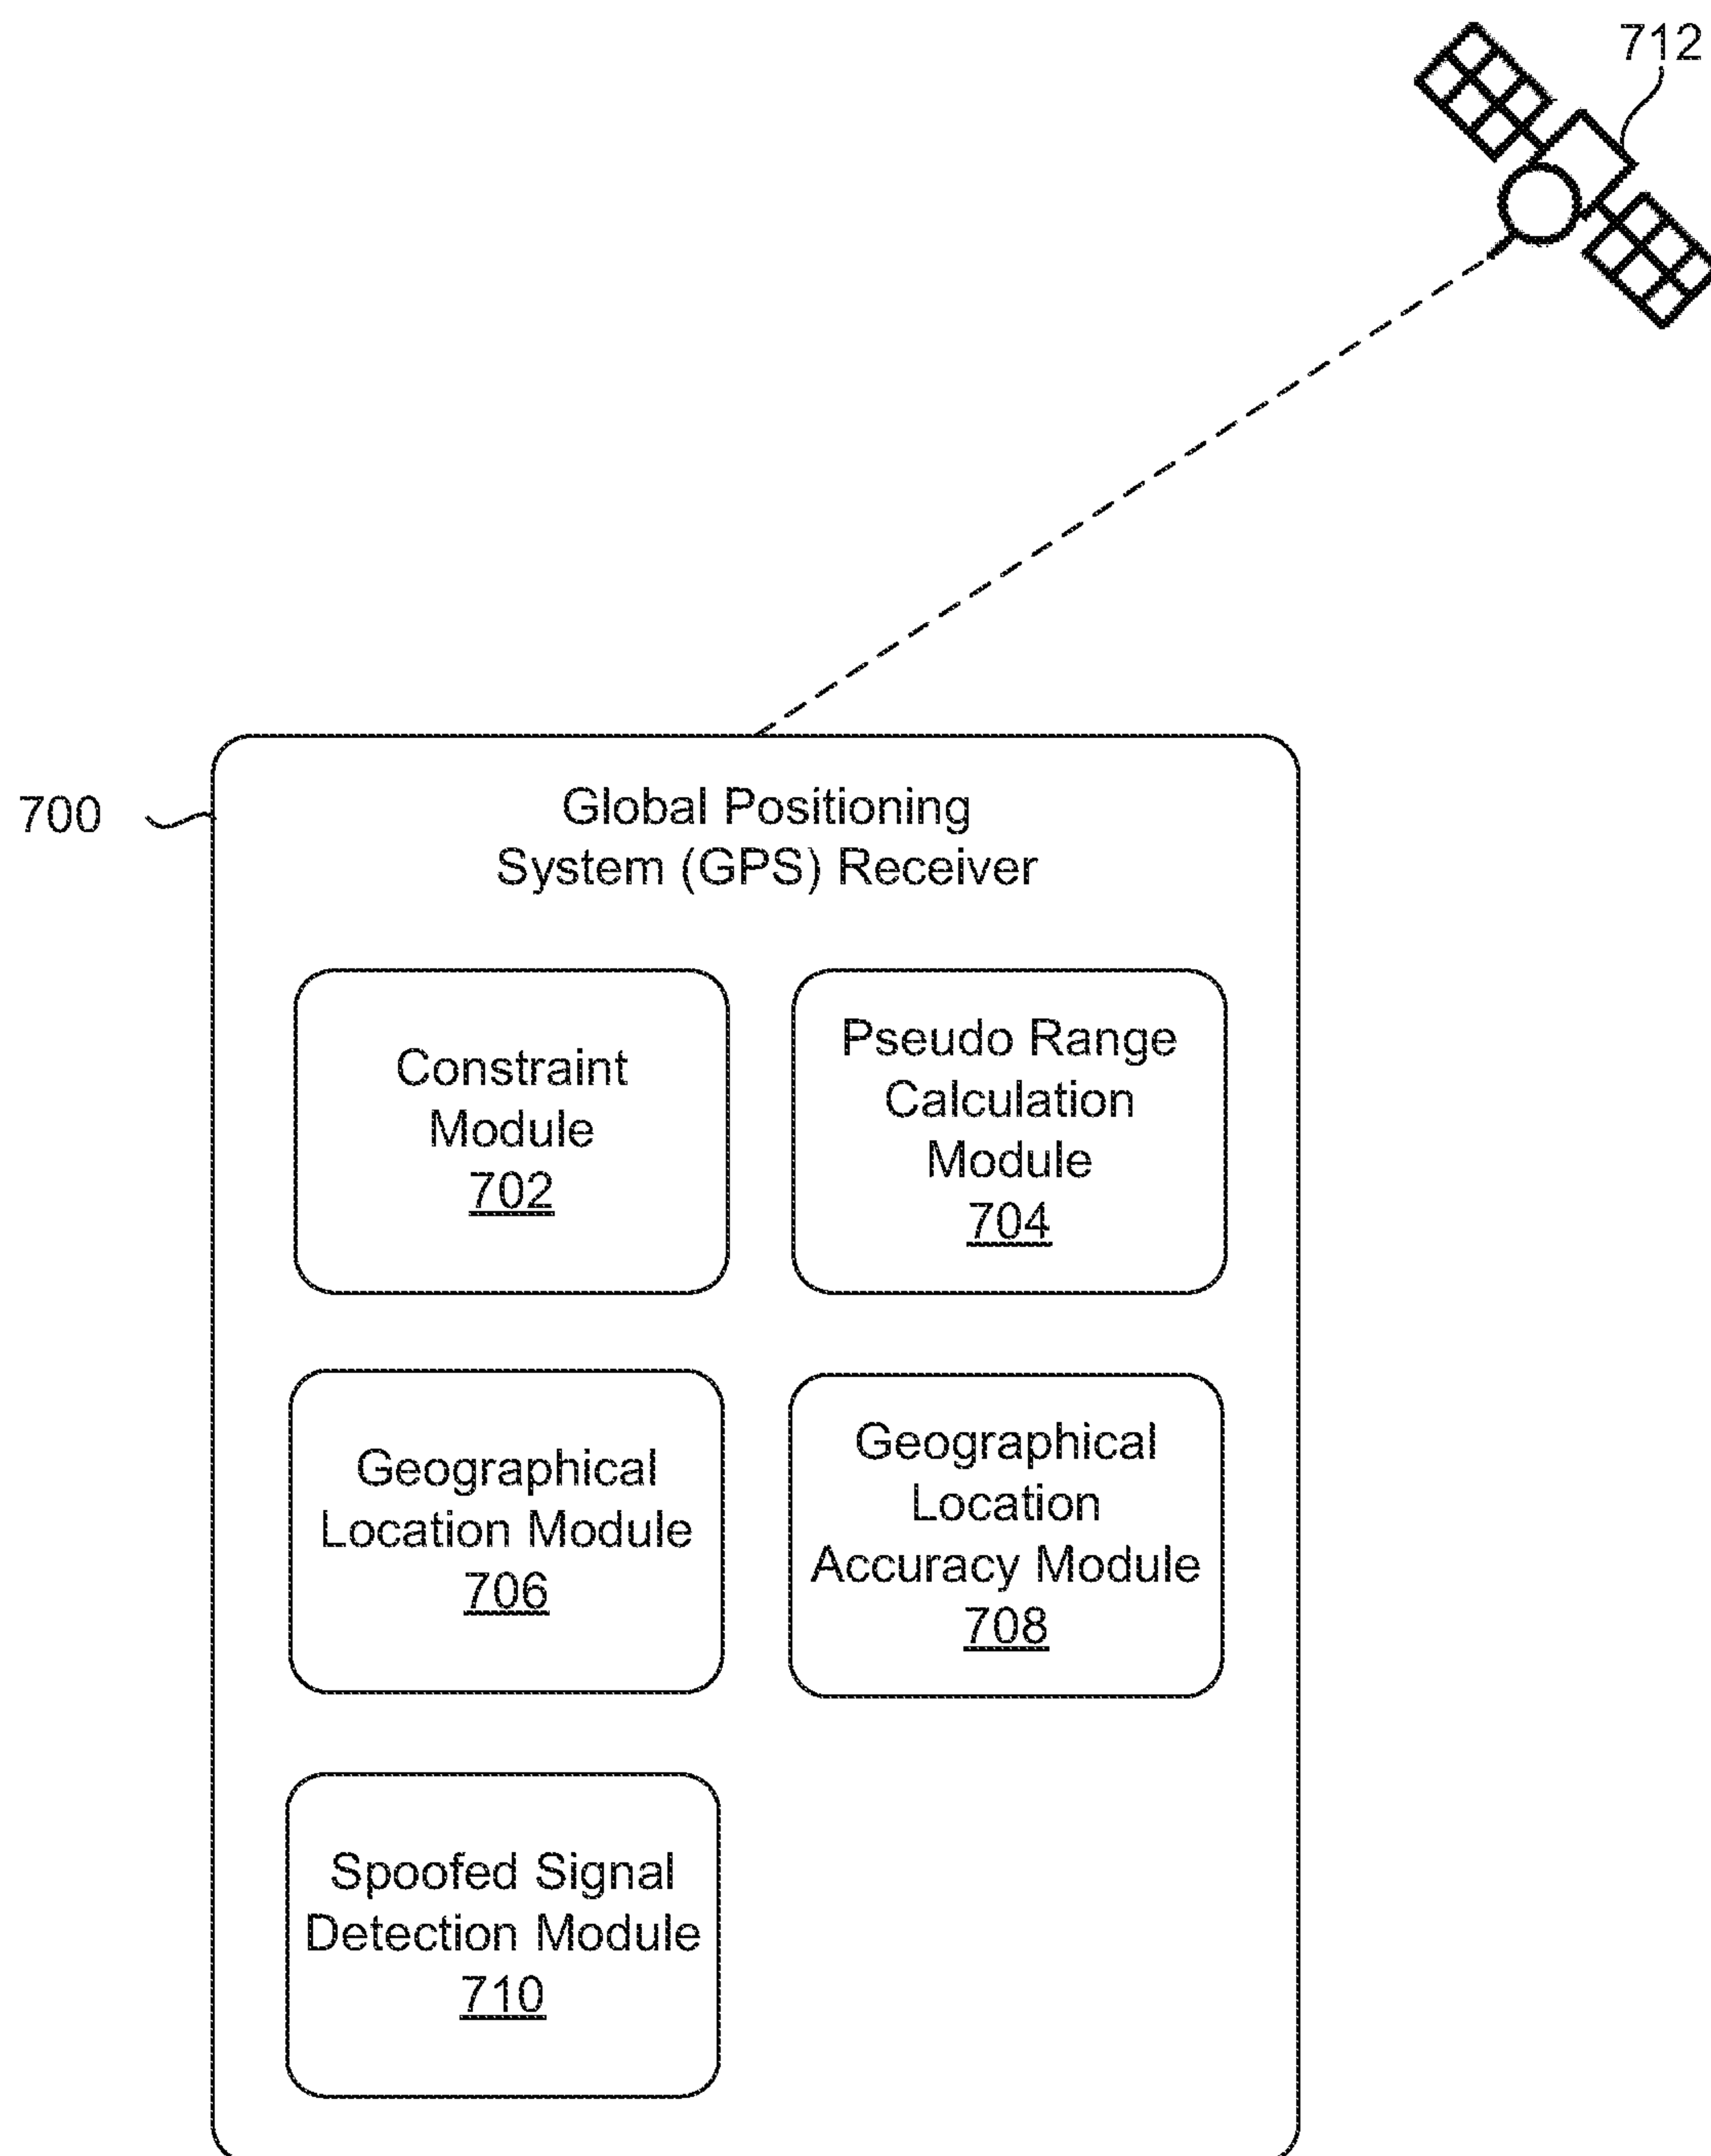 712
700
Global Positioning
System (GPS) Receiver
Constraint
Module
702
Pseudo Range
Calculation
Module
704
Geographical
Location Module
706
Geographical
Location
Accuracy Module
708
Spoofed Signal
Detection Module
710